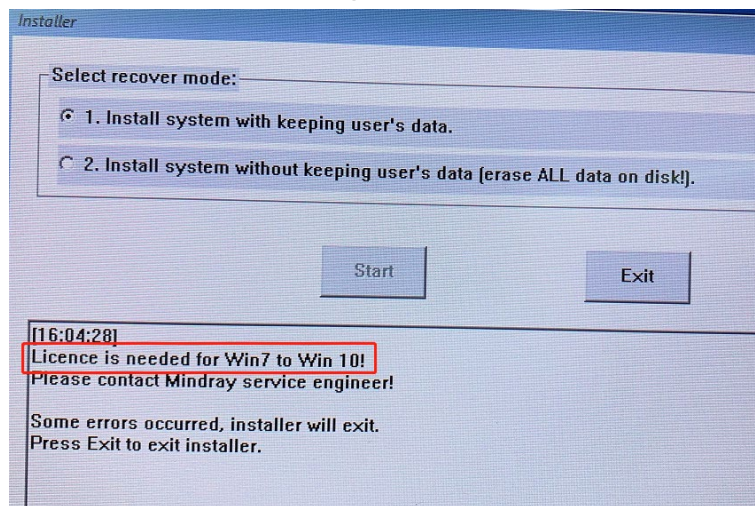 Installer
Select recover mode:
1. Install system with keeping user's data.
2. Install system without keeping user's data (erase ALL data on disk!).
Start
Exit
[16:04:28]
Licence is needed for Win7 to Win 10!
Please contact Mindray service engineer!
Some errors occurred, installer will exit.
Press Exit to exit installer.